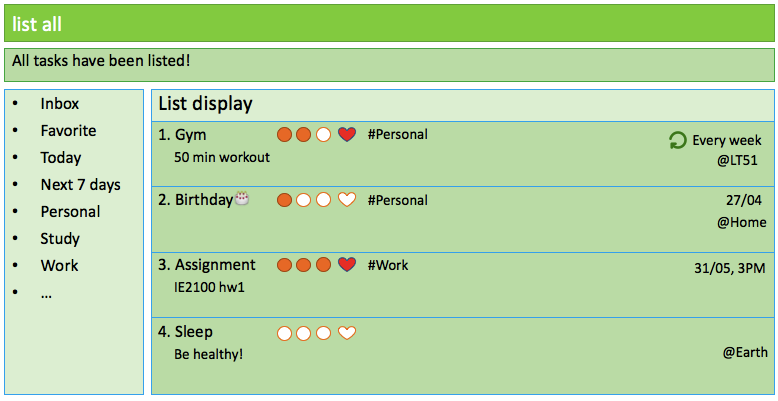 list all
All tasks have been listed!
• Inbox
• Favorite
• Today
• Next 7 days
• Personal
• Study
• Work
• ...
List display
1. Gym #Personal Every week
50 min workout @LT51
2. Birthday #Personal 27/04
@Home
3. Assignment #Work 31/05, 3PM
IE2100 hw1
4. Sleep
Be healthy! @Earth